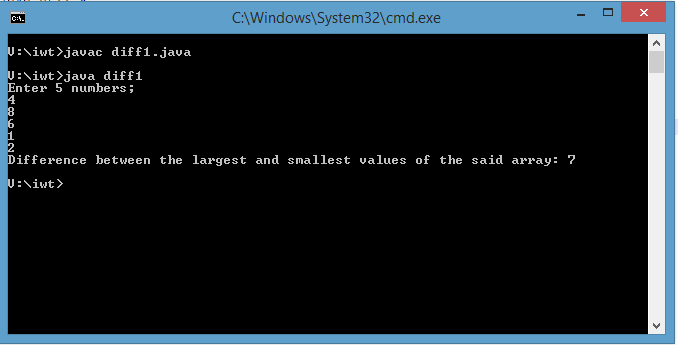 C:\Windows\System32\cmd.exe
V:\iwt>javac diff1.java
V:\iwt>java diff1
Enter 5 numbers;
4
8
6
1
2
Difference between the largest and smallest values of the said array: 7
V:\iwt>